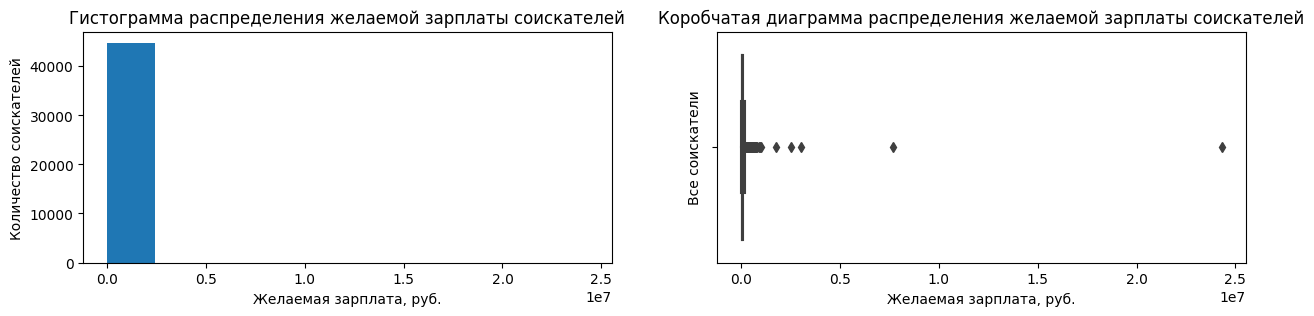 Гистограмма распределения желаемой зарплаты соискателей
Количество соискателей
40000
30000
20000
10000
0
0.0 0.5 1.0 1.5 2.0 2.5
1e7
Желаемая зарплата, руб.
Коробчатая диаграмма распределения желаемой зарплаты соискателей
Все соискатели
0.0 0.5 1.0 1.5 2.0 2.5
1e7
Желаемая зарплата, руб.